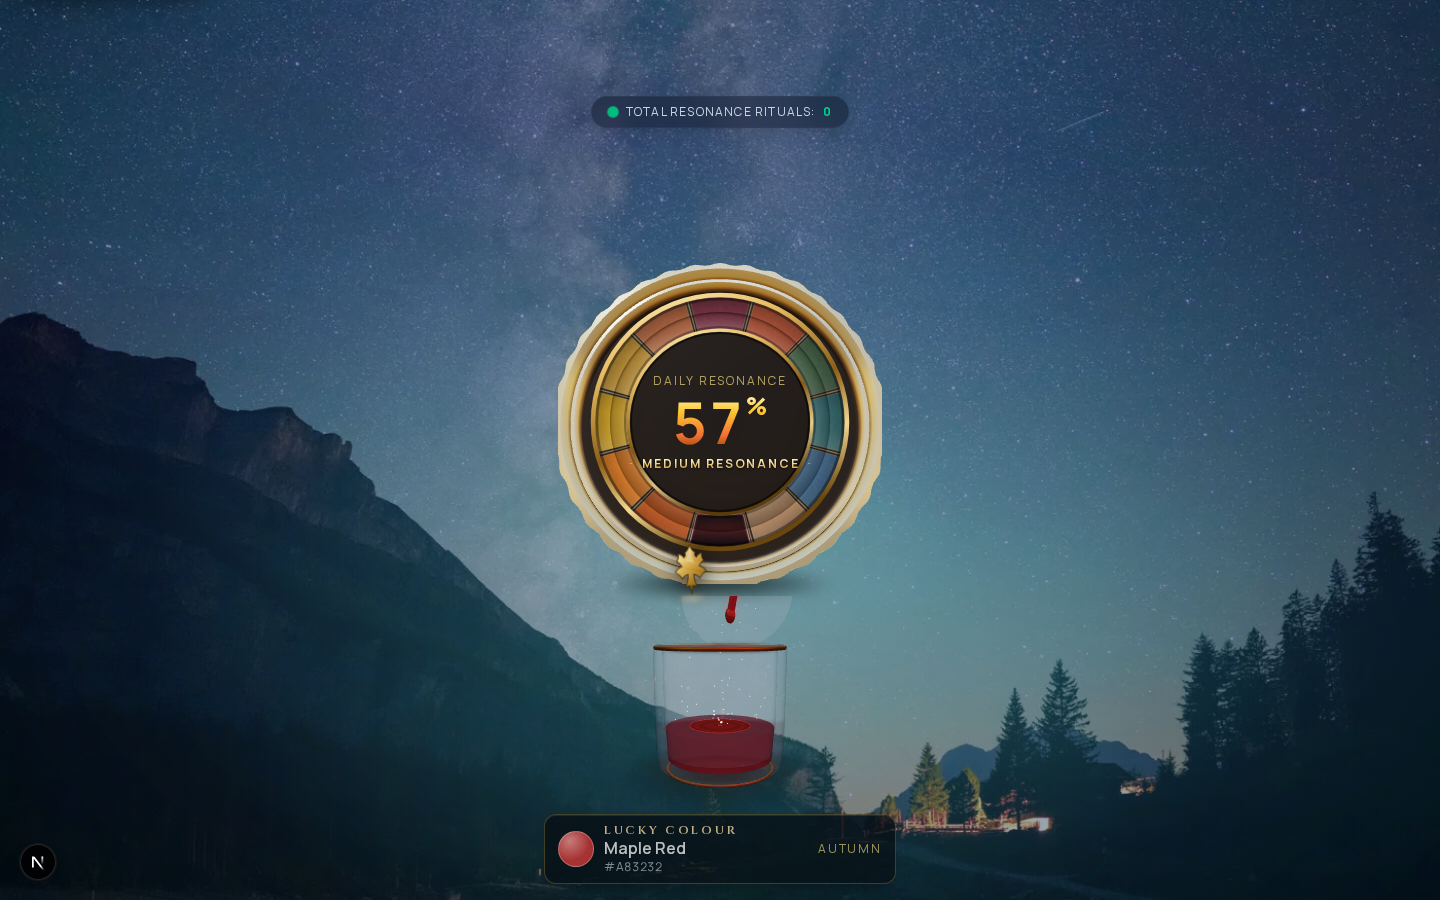 TOTAL RESONANCE RITUALS: 0
DAILY RESONANCE
57%
MEDIUM RESONANCE
LUCKY COLOUR
Maple Red
AUTUMN
#A83232
N